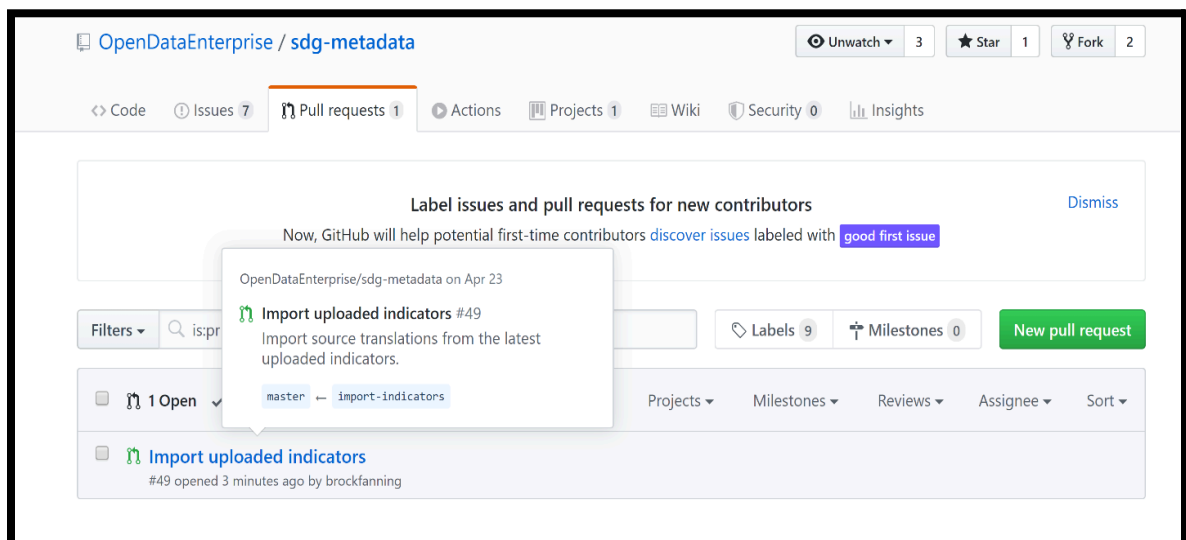 OpenDataEnterprise / sdg-metadata
Unwatch 3 Star 1 Fork 2
Code Issues 7 Pull requests 1 Actions Projects 1 Wiki Security 0 Insights
Label issues and pull requests for new contributors
Dismiss
Now, GitHub will help potential first-time contributors discover issues labeled with good first issue
OpenDataEnterprise/sdg-metadata on Apr 23
Import uploaded indicators #49
Import source translations from the latest
uploaded indicators.
master ← import-indicators
Filters is:pr Labels 9 Milestones 0 New pull request
1 Open Projects Milestones Reviews Assignee Sort
Import uploaded indicators
#49 opened 3 minutes ago by brockfanning